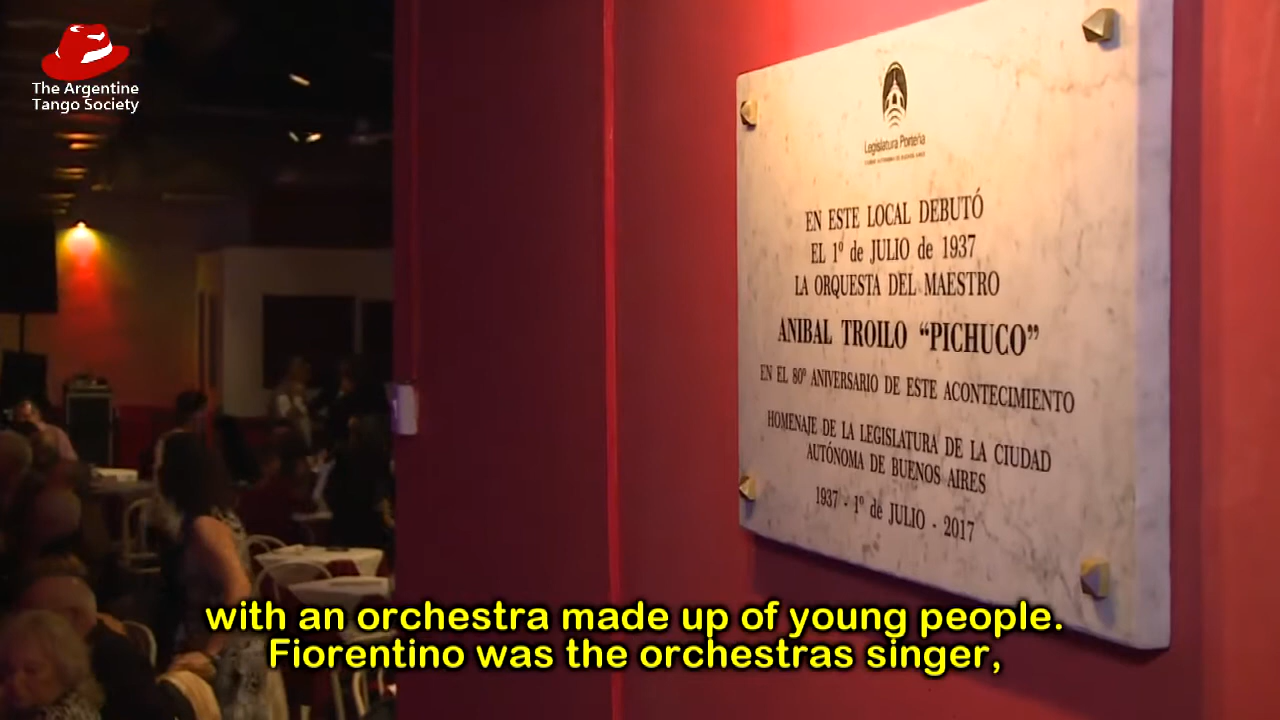 The Argentine
Tango Society
Legislatura Porteña
EN ESTE LOCAL DEBUTÓ
EL 1º de JULIO de 1937
LA ORQUESTA DEL MAESTRO
ANIBAL TROILO “PICHUCO”
EN EL 80º ANIVERSARIO DE ESTE ACONTECIMIENTO
HOMENAJE DE LA LEGISLATURA DE LA CIUDAD
AUTÓNOMA DE BUENOS AIRES
1937 - 1º de JULIO - 2017
with an orchestra made up of young people.
Fiorentino was the orchestras singer,